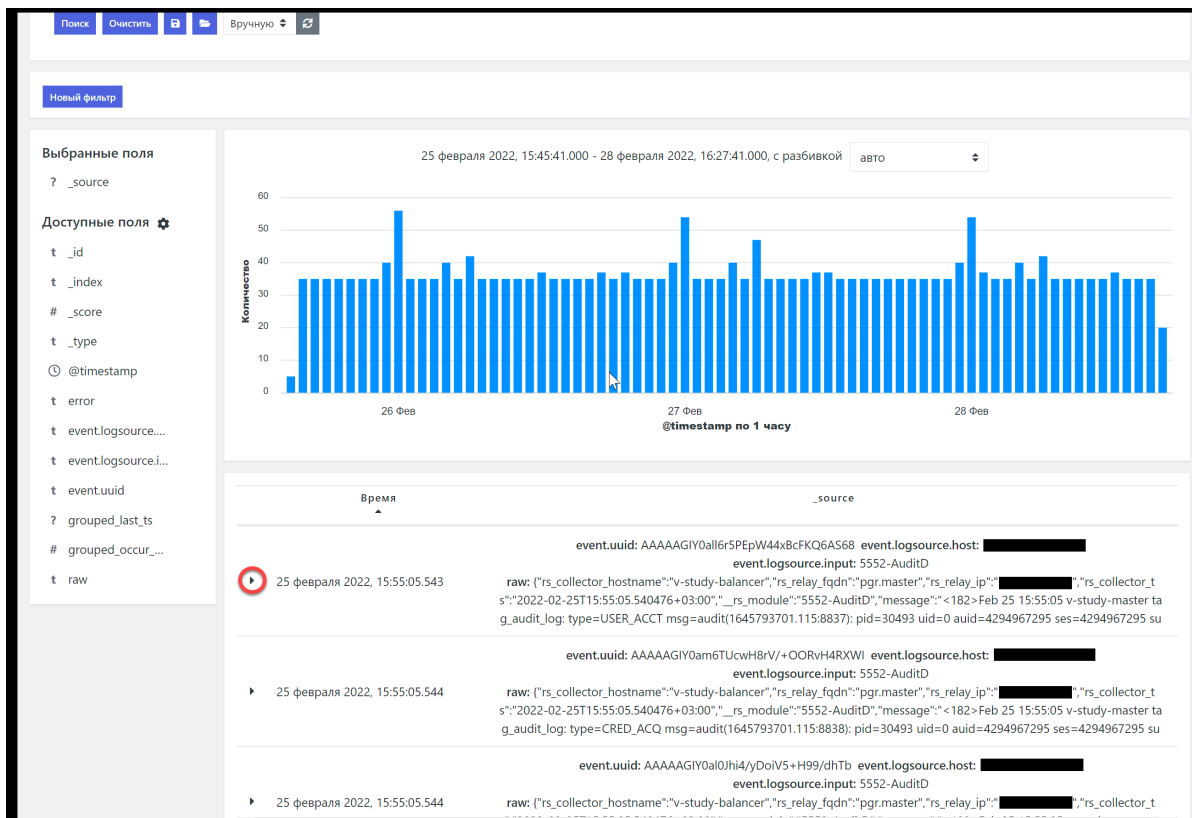 Поиск Очистить Вручную
Новый фильтр
Выбранные поля
? _source
Доступные поля
t _id
t _index
# _score
t _type
@timestamp
t error
t event.logsource....
t event.logsource.i...
t event.uuid
? grouped_last_ts
# grouped_occur_...
t raw
25 февраля 2022, 15:45:41.000 - 28 февраля 2022, 16:27:41.000, с разбивкой авто
Количество
60
50
40
30
20
10
0
26 Фев 27 Фев 28 Фев
@timestamp по 1 часу
Время _source
event.uuid: AAAAAGIY0all6r5PEpW44xBcFKQ6AS68 event.logsource.host:
event.logsource.input: 5552-AuditD
25 февраля 2022, 15:55:05.543 raw: {"rs_collector_hostname":"v-study-balancer","rs_relay_fqdn":"pgr.master","rs_relay_ip":" ","rs_collector_t
s":"2022-02-25T15:55:05.540476+03:00","__rs_module":"5552-AuditD","message":"<182>Feb 25 15:55:05 v-study-master ta
g_audit_log: type=USER_ACCT msg=audit(1645793701.115:8837): pid=30493 uid=0 auid=4294967295 ses=4294967295 su
event.uuid: AAAAAGIY0am6TUcwH8rV/+OORvH4RXWI event.logsource.host:
event.logsource.input: 5552-AuditD
25 февраля 2022, 15:55:05.544 raw: {"rs_collector_hostname":"v-study-balancer","rs_relay_fqdn":"pgr.master","rs_relay_ip":" ","rs_collector_t
s":"2022-02-25T15:55:05.540476+03:00","__rs_module":"5552-AuditD","message":"<182>Feb 25 15:55:05 v-study-master ta
g_audit_log: type=CRED_ACQ msg=audit(1645793701.115:8838): pid=30493 uid=0 auid=4294967295 ses=4294967295 su
event.uuid: AAAAAGIY0al0Jhi4/yDoiV5+H99/dhTb event.logsource.host:
event.logsource.input: 5552-AuditD
25 февраля 2022, 15:55:05.544 raw: {"rs_collector_hostname":"v-study-balancer","rs_relay_fqdn":"pgr.master","rs_relay_ip":" ","rs_collector_t